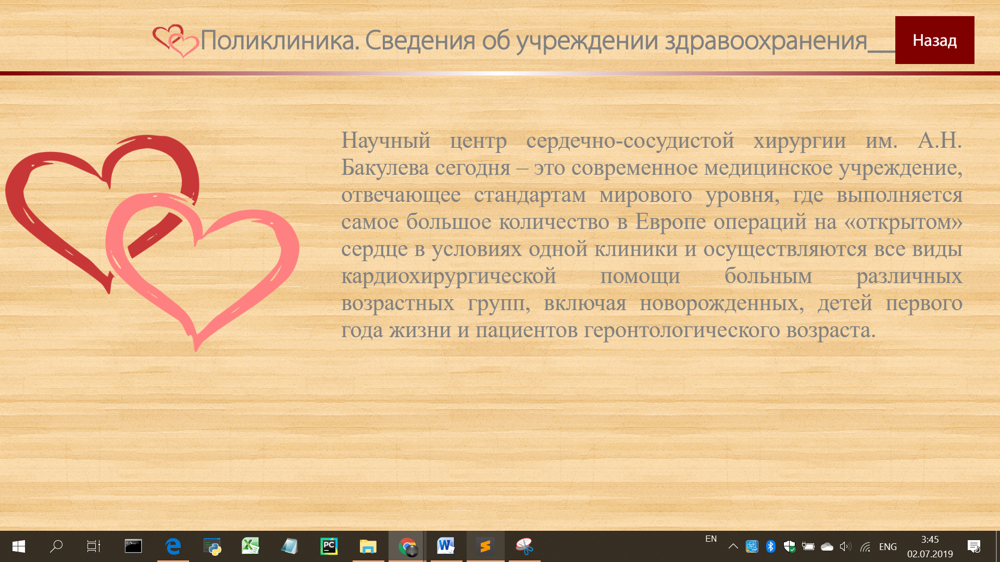 Поликлиника. Сведения об учреждении здравоохранения__
Назад
Научный центр сердечно-сосудистой хирургии им. А.Н.
Бакулева сегодня – это современное медицинское учреждение,
отвечающее стандартам мирового уровня, где выполняется
самое большое количество в Европе операций на «открытом»
сердце в условиях одной клиники и осуществляются все виды
кардиохирургической помощи больным различных
возрастных групп, включая новорожденных, детей первого
года жизни и пациентов геронтологического возраста.
PC
EN
ENG
3:45
02.07.2019